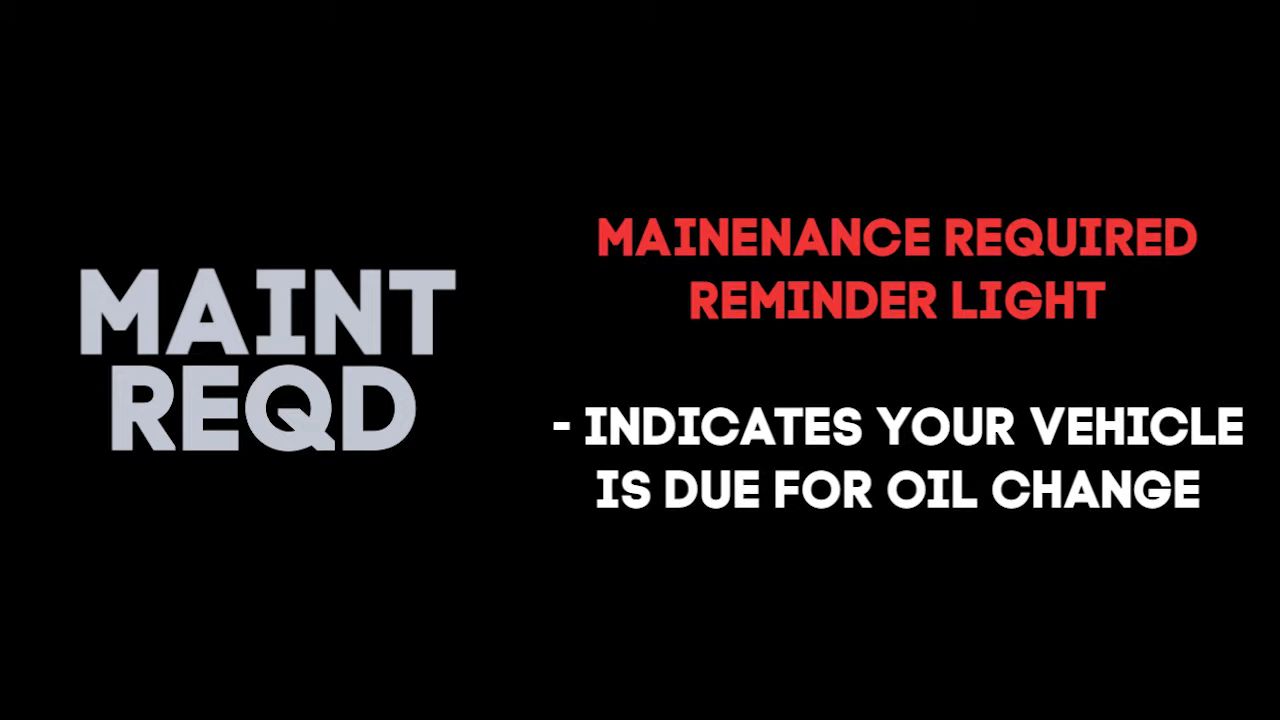 MAINT
REQD
MAINENANCE REQUIRED
REMINDER LIGHT
- INDICATES YOUR VEHICLE
IS DUE FOR OIL CHANGE